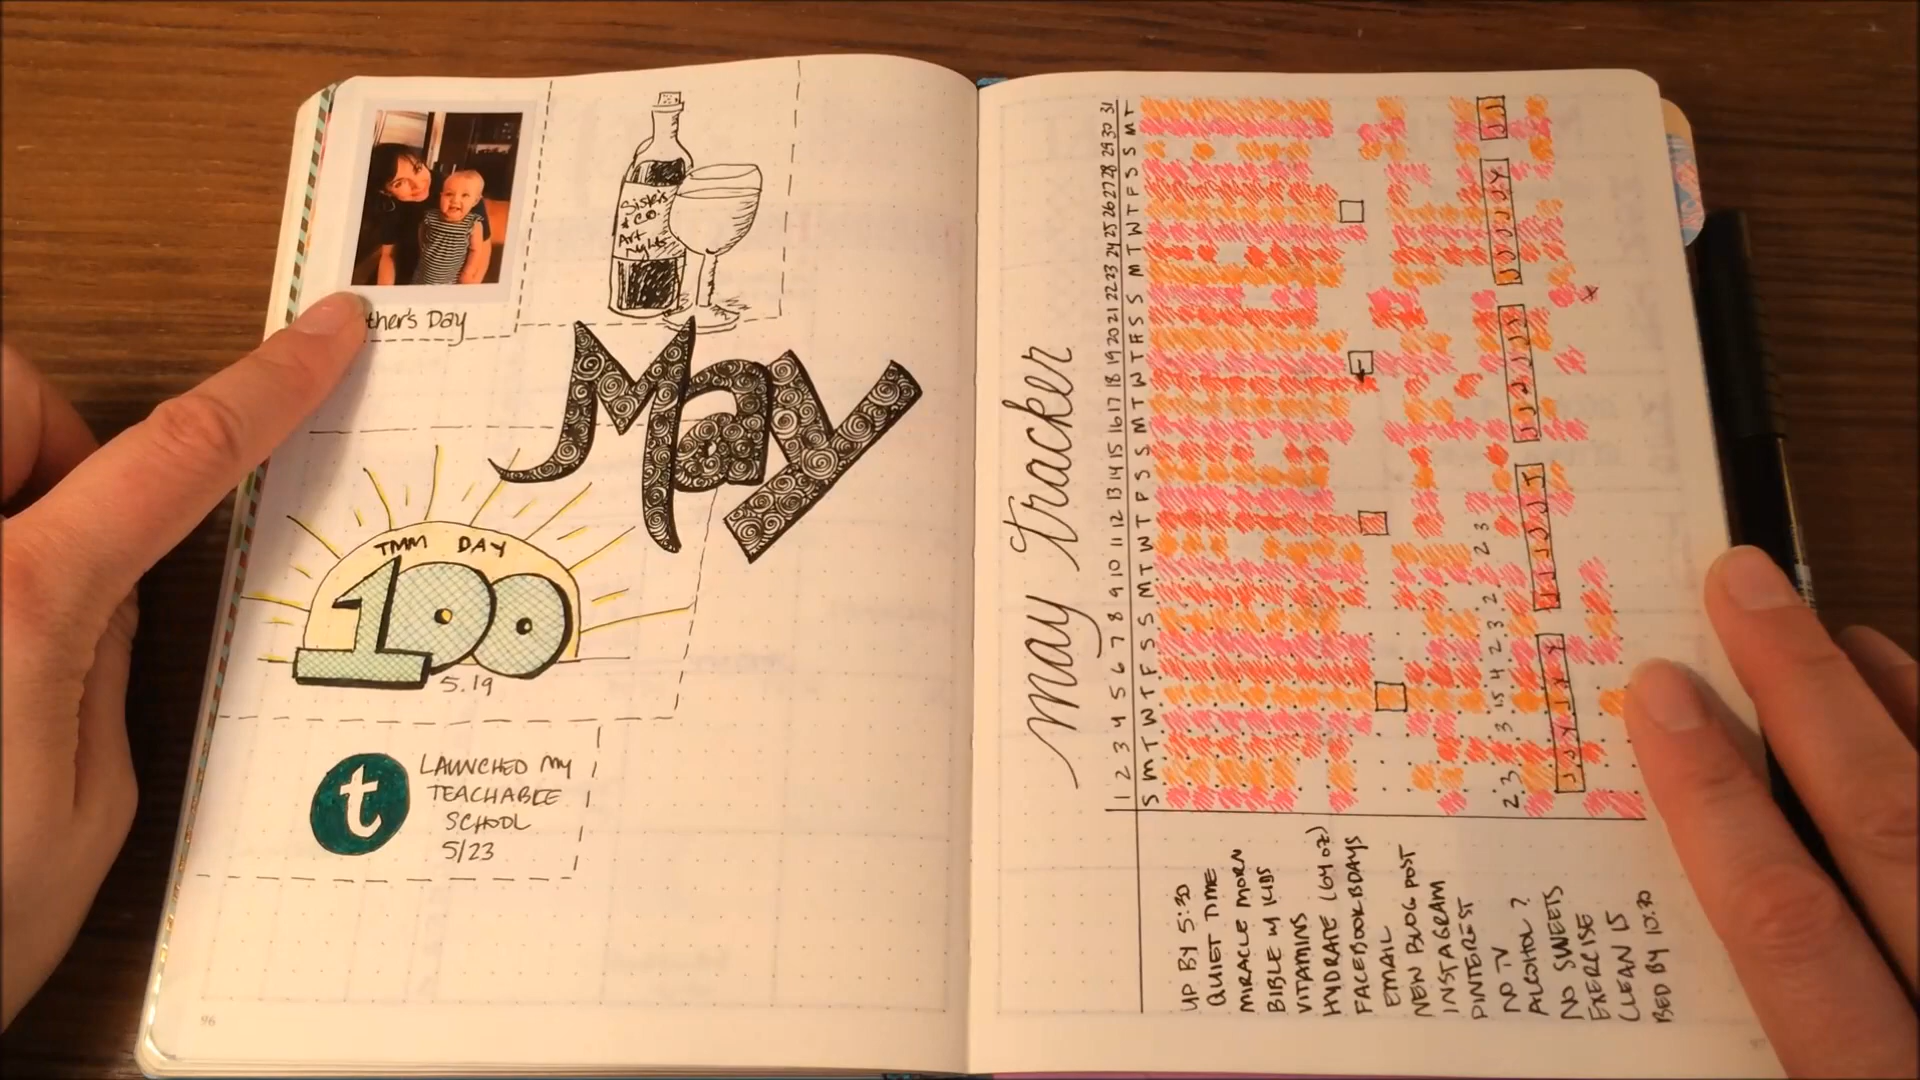 ther's Day
Sister's
& Co.
Art
Nights
May
TMM DAY
100
5.19
t
LAUNCHED MY
TEACHABLE
SCHOOL
5/23
96
may tracker
1 2 3 4 5 6 7 8 9 10 11 12 13 14 15 16 17 18 19 20 21 22 23 24 25 26 27 28 29 30 31
S M T W T F S S M T W T F S S M T W T F S S M T W T F S S M T
UP BY 5:30
QUIET TIME
MIRACLE MORN
BIBLE W/ KIDS
VITAMINS
HYDRATE (64 oz)
FACEBOOK BDAYS
EMAIL
NEW BLOG POST
INSTAGRAM
PINTEREST
NO TV
ALCOHOL ?
NO SWEETS
EXERCISE
CLEAN 15
BED BY 10:30